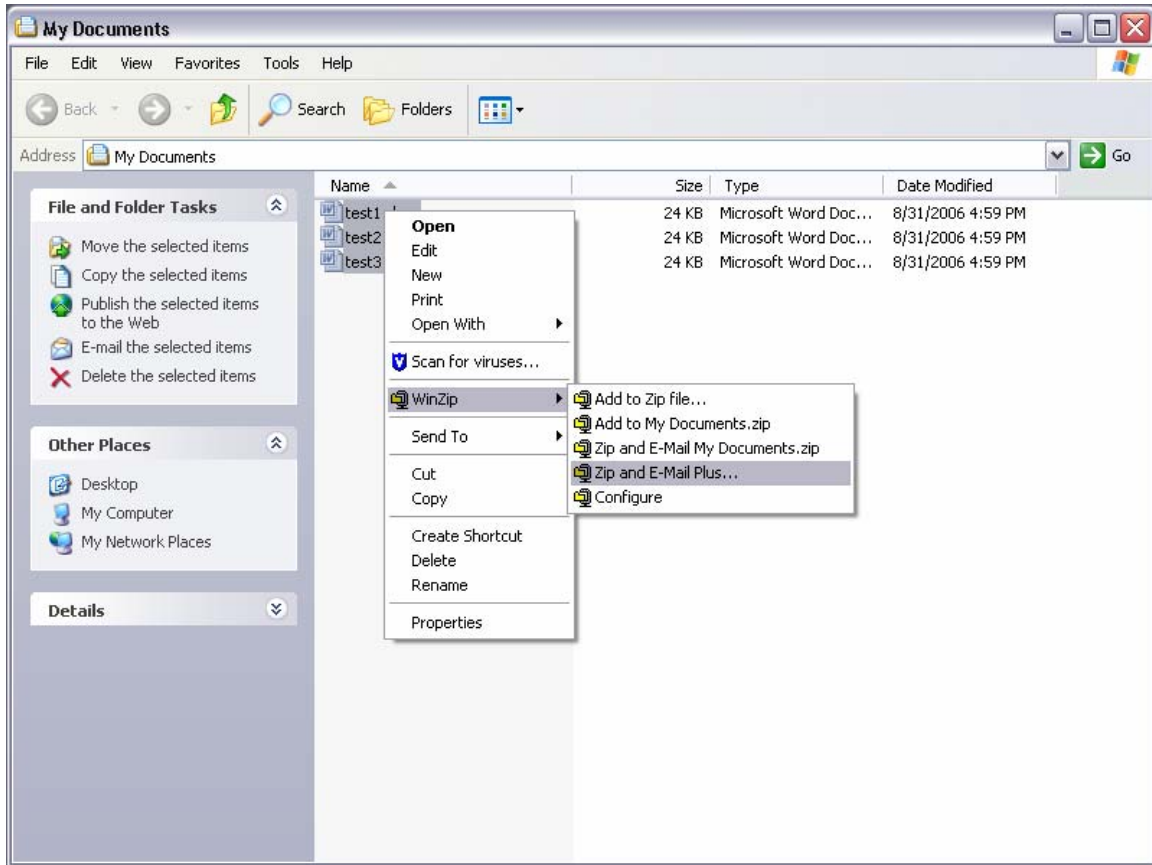 My Documents
File Edit View Favorites Tools Help
Back Search Folders
Address My Documents Go
File and Folder Tasks
Move the selected items
Copy the selected items
Publish the selected items
to the Web
E-mail the selected items
Delete the selected items
Other Places
Desktop
My Computer
My Network Places
Details
Name Size Type Date Modified
test1 24 KB Microsoft Word Doc... 8/31/2006 4:59 PM
test2 24 KB Microsoft Word Doc... 8/31/2006 4:59 PM
test3 24 KB Microsoft Word Doc... 8/31/2006 4:59 PM
Open
Edit
New
Print
Open With
Scan for viruses...
WinZip
Send To
Cut
Copy
Create Shortcut
Delete
Rename
Properties
Add to Zip file...
Add to My Documents.zip
Zip and E-Mail My Documents.zip
Zip and E-Mail Plus...
Configure